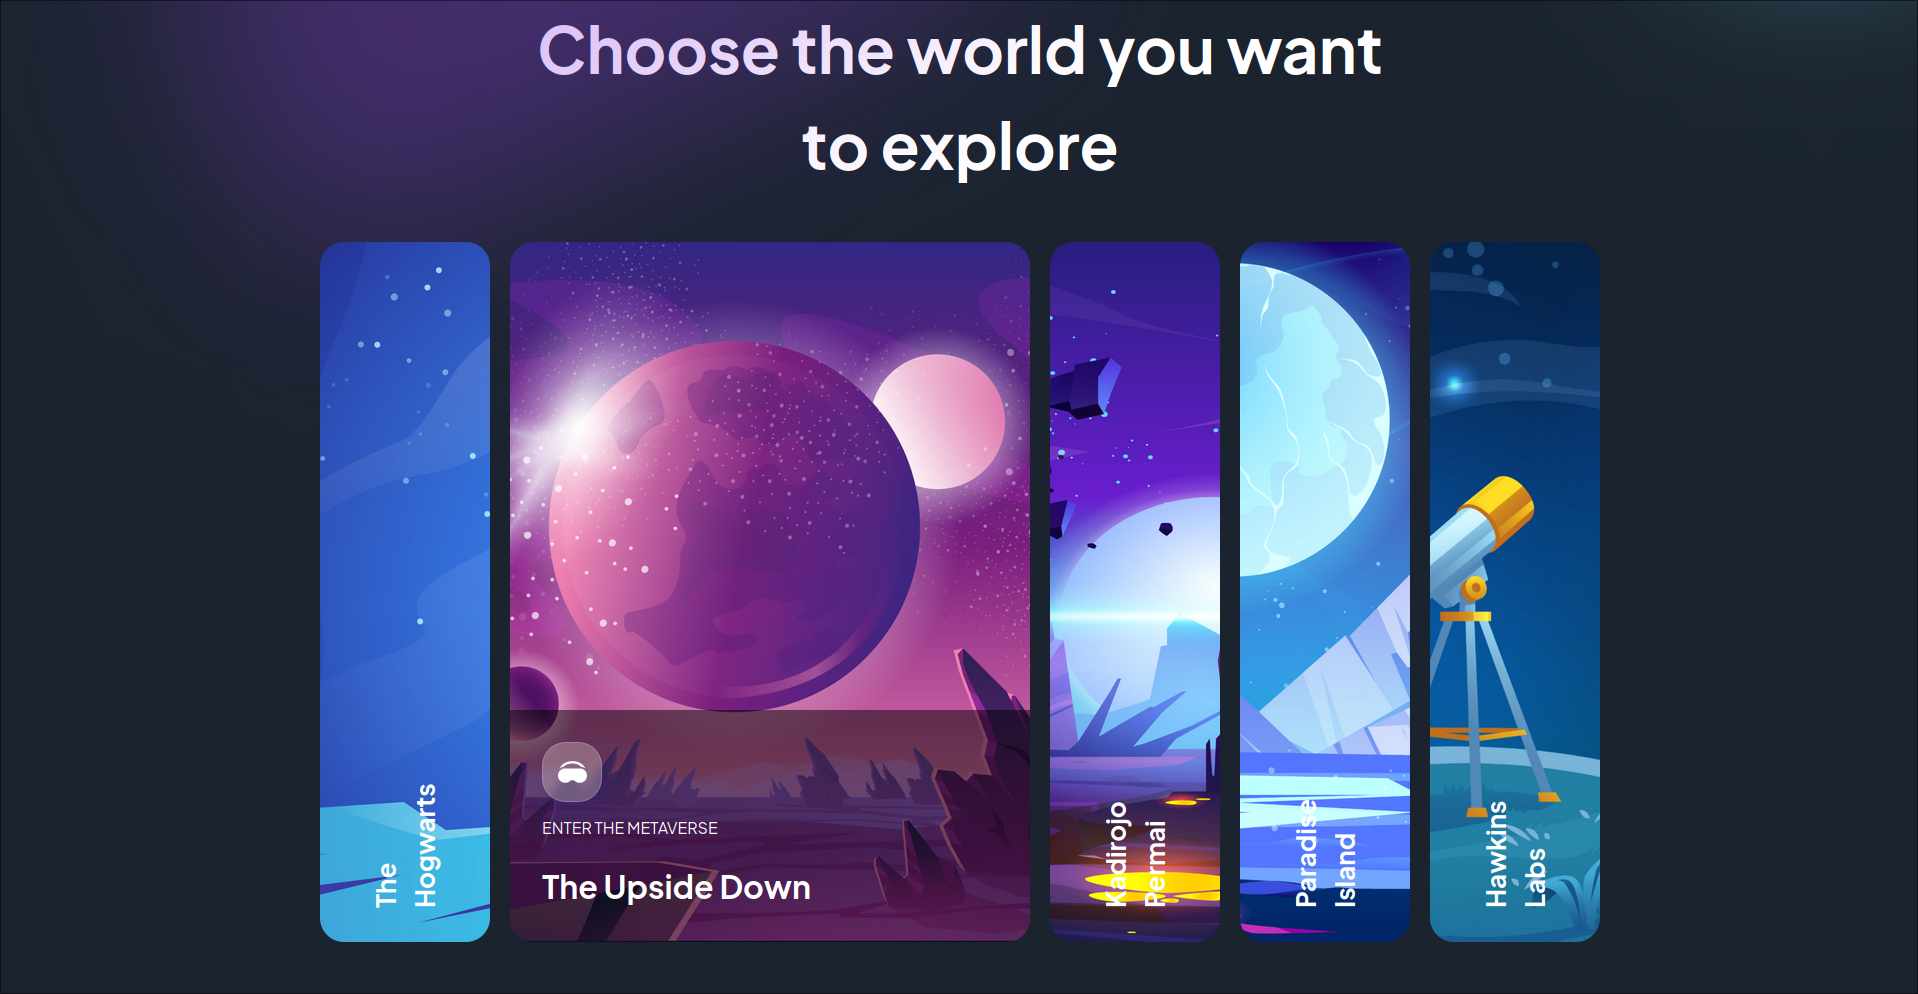 Choose the world you want
to explore
The
Hogwarts
ENTER THE METAVERSE
The Upside Down
Kadirojo
Permai
Paradise
Island
Hawkins
Labs